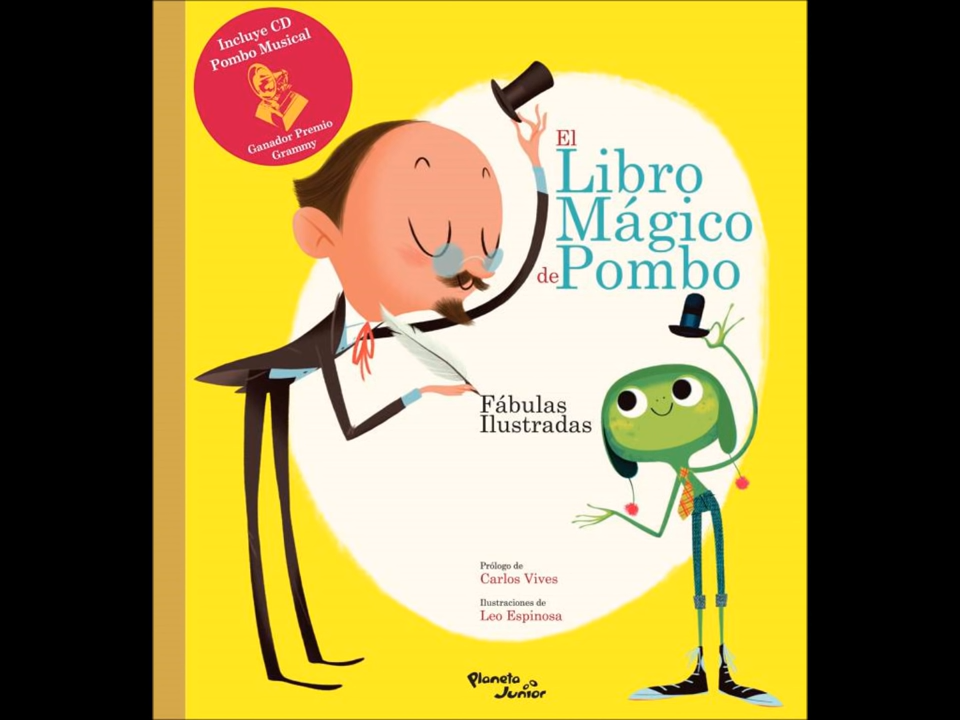 Incluye CD
Pombo Musical
Ganador Premio
Grammy
El
Libro
Mágico
de Pombo
Fábulas
Ilustradas
Prólogo de
Carlos Vives
Ilustraciones de
Leo Espinosa
Planeta
Junior